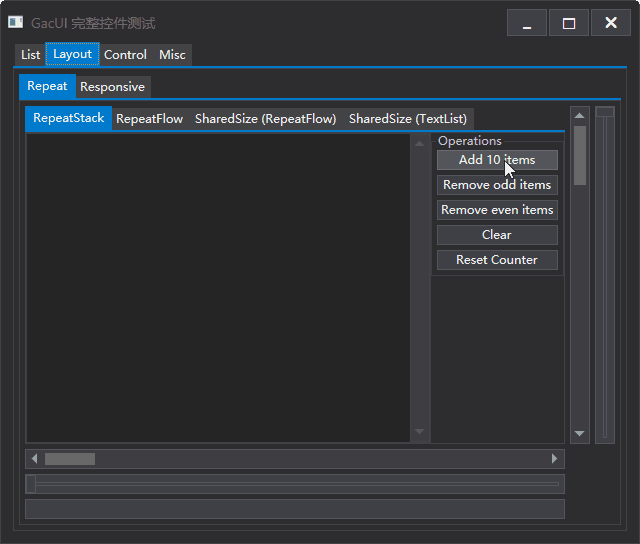 GacUI 完整控件测试
List Layout Control Misc
Repeat Responsive
RepeatStack RepeatFlow SharedSize (RepeatFlow) SharedSize (TextList)
Operations
Add 10 items
Remove odd items
Remove even items
Clear
Reset Counter